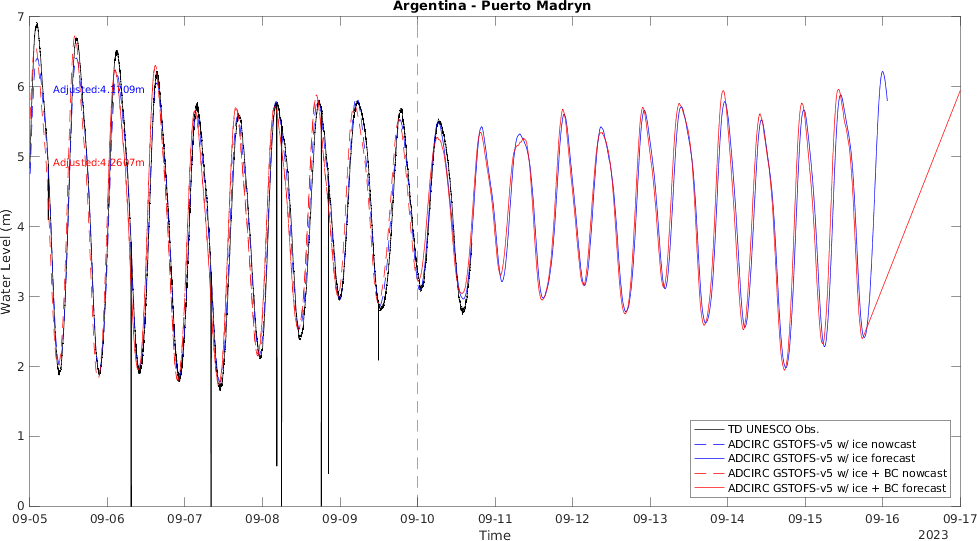 Argentina - Puerto Madryn
7
6
5
4
3
2
1
0
Water Level (m)
Adjusted:4.1709m
Adjusted:4.2607m
TD UNESCO Obs.
ADCIRC GSTOFS-v5 w/ ice nowcast
ADCIRC GSTOFS-v5 w/ ice forecast
ADCIRC GSTOFS-v5 w/ ice + BC nowcast
ADCIRC GSTOFS-v5 w/ ice + BC forecast
09-05 09-06 09-07 09-08 09-09 09-10 09-11 09-12 09-13 09-14 09-15 09-16 09-17
Time
2023